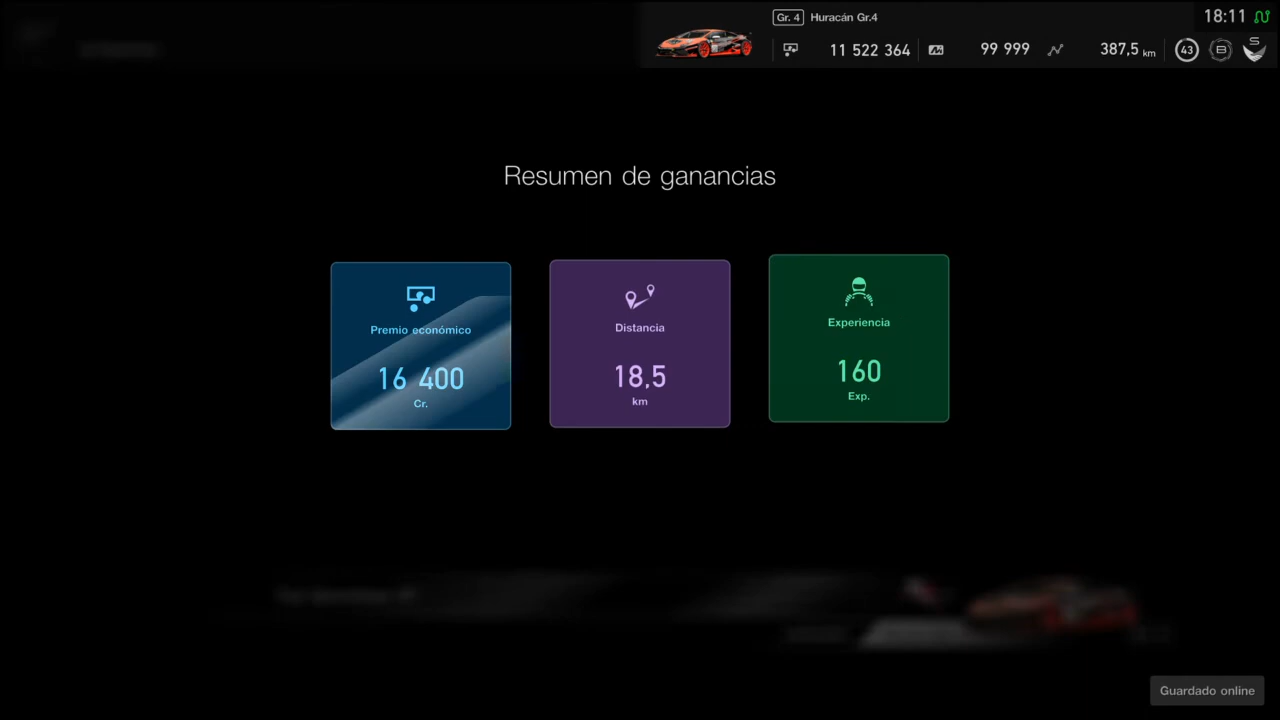 18:11
Gr. 4 Huracán Gr.4
11 522 364 99 999 387,5 km 43 B S
Resumen de ganancias
Premio económico
16 400
Cr.
Distancia
18,5
km
Experiencia
160
Exp.
Guardado online